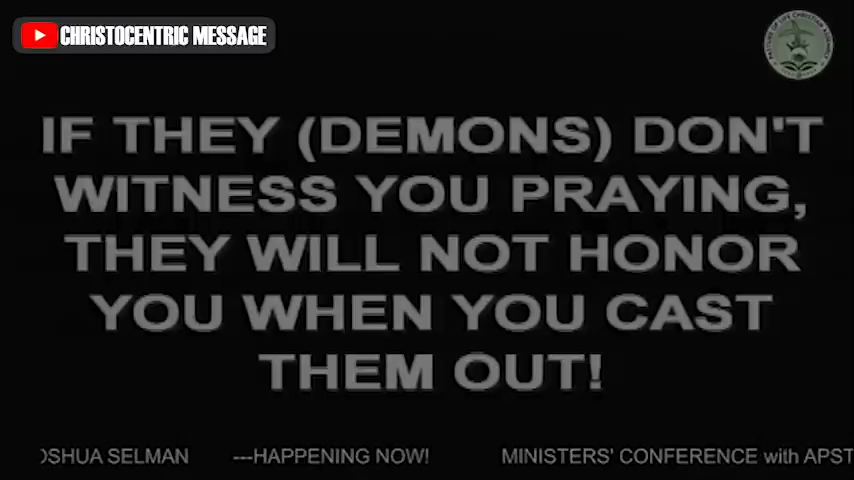 CHRISTOCENTRIC MESSAGE
IF THEY (DEMONS) DON'T
WITNESS YOU PRAYING,
THEY WILL NOT HONOR
YOU WHEN YOU CAST
THEM OUT!
OSHUA SELMAN ---HAPPENING NOW! MINISTERS' CONFERENCE with APST